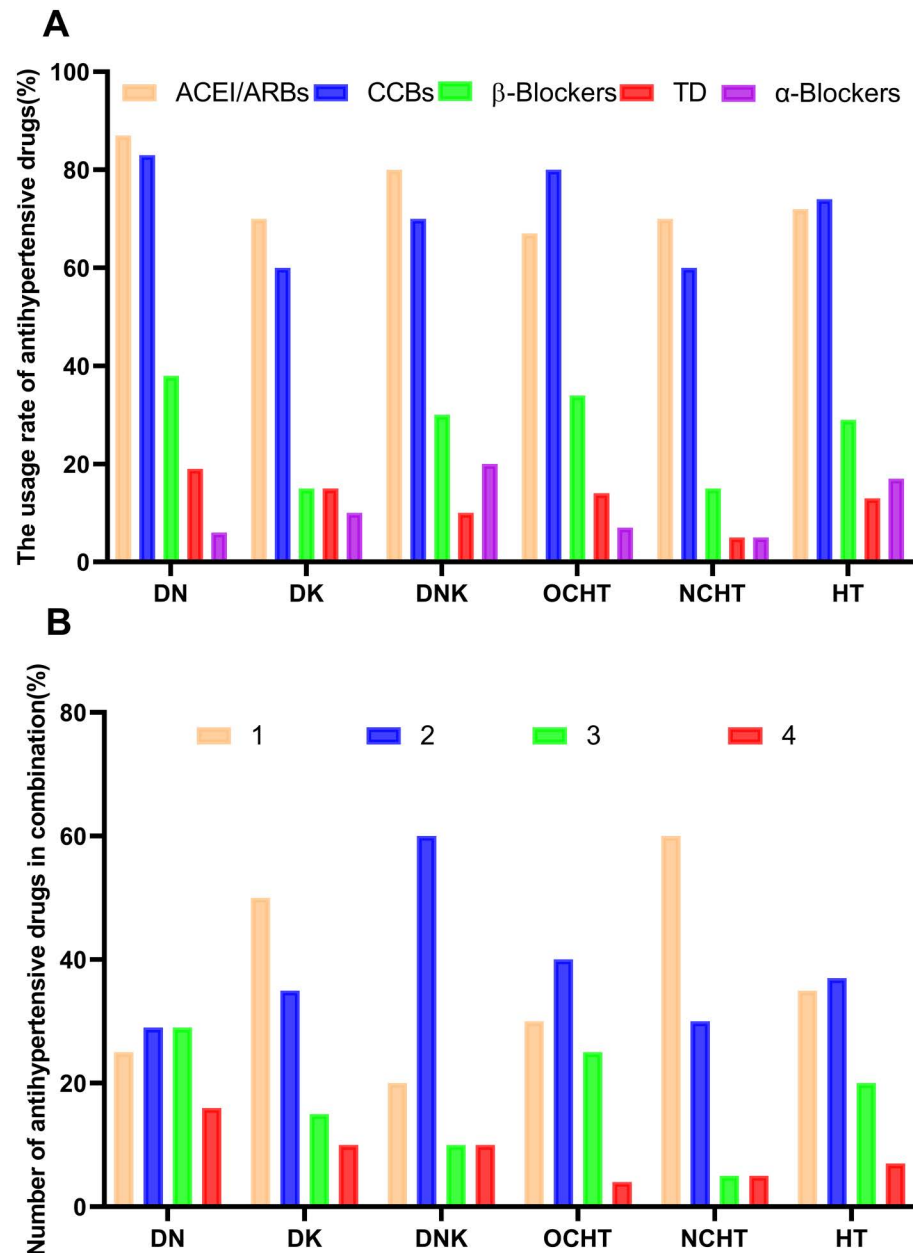 A
The usage rate of antihypertensive drugs(%)
100
80
60
40
20
0
ACEI/ARBs CCBs β-Blockers TD α-Blockers
DN DK DNK OCHT NCHT HT
B
Number of antihypertensive drugs in combination(%)
80
60
40
20
0
1 2 3 4
DN DK DNK OCHT NCHT HT